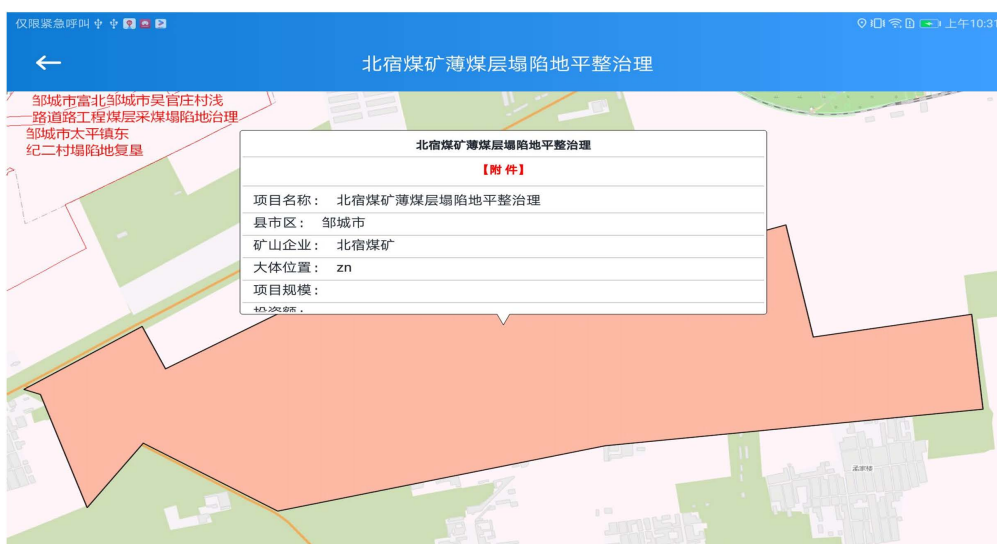 仅限紧急呼叫
上午10:31
北宿煤矿薄煤层塌陷地平整治理
邹城市富北邹城市吴官庄村浅
路道路工程煤层采煤塌陷地治理
邹城市太平镇东
纪二村塌陷地复垦
北宿煤矿薄煤层塌陷地平整治理
【附件】
项目名称： 北宿煤矿薄煤层塌陷地平整治理
县市区： 邹城市
矿山企业： 北宿煤矿
大体位置： zn
项目规模：
投资额：
孟家楼